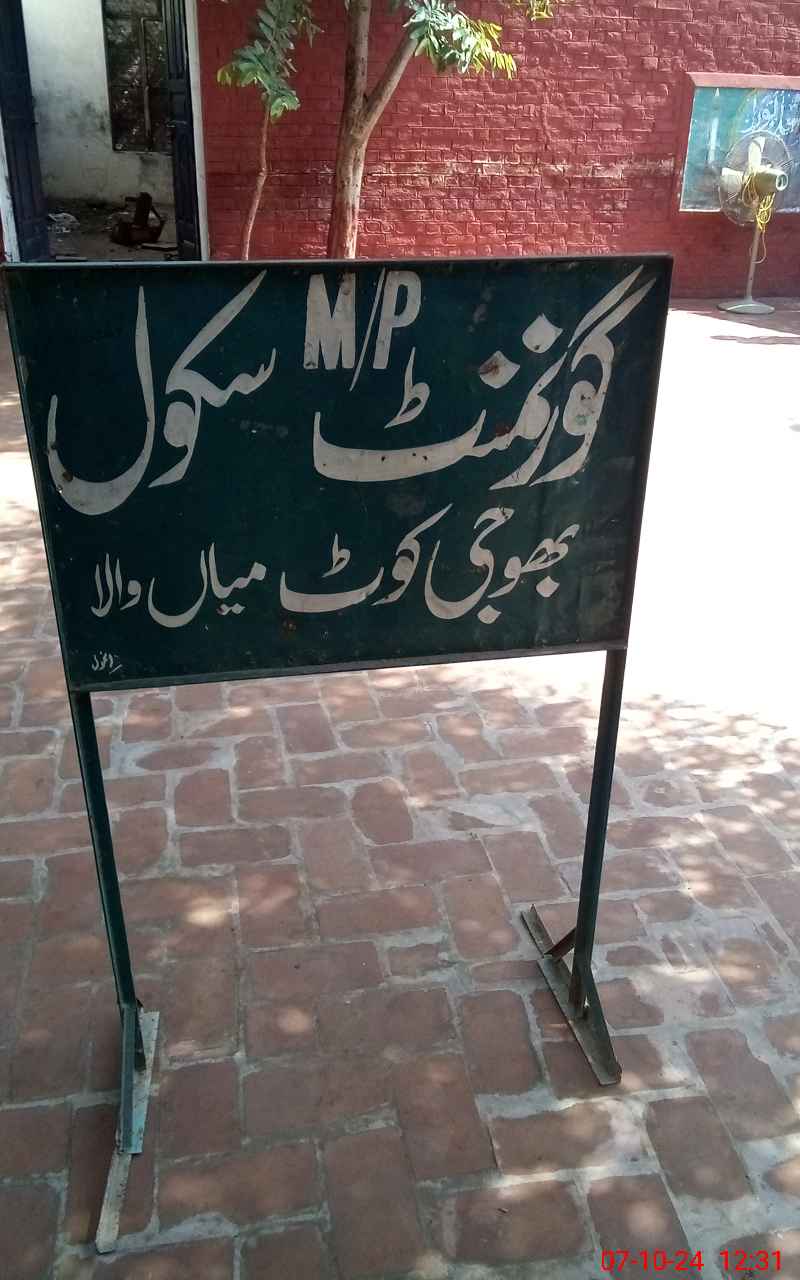 گورنمنٹ M/P سکول
بھوجی کوٹ میاں والا
07-10-24 12:31